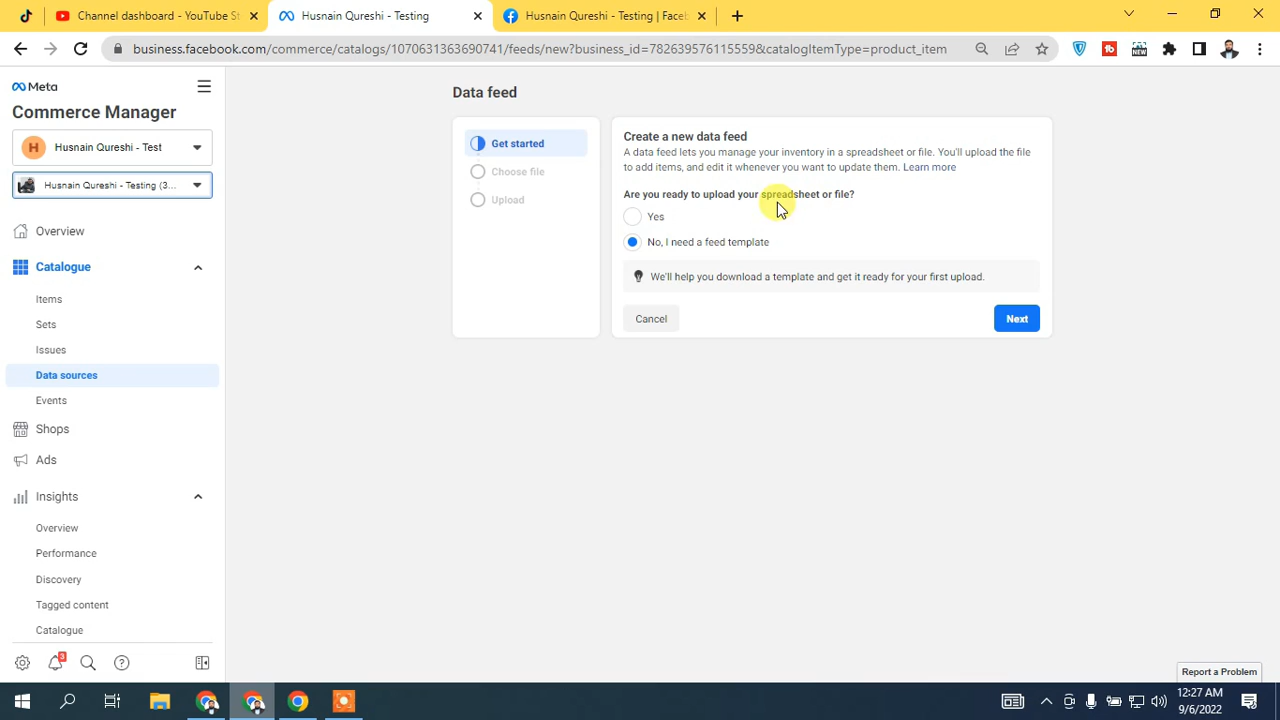 Channel dashboard - YouTube St
Husnain Qureshi - Testing
Husnain Qureshi - Testing | Faceb
business.facebook.com/commerce/catalogs/1070631363690741/feeds/new?business_id=782639576115559&catalogItemType=product_item
NEW
Meta
Commerce Manager
H
Husnain Qureshi - Test
Husnain Qureshi - Testing (3...
Overview
Catalogue
Items
Sets
Issues
Data sources
Events
Shops
Ads
Insights
Overview
Performance
Discovery
Tagged content
Catalogue
3
Data feed
Get started
Choose file
Upload
Create a new data feed
A data feed lets you manage your inventory in a spreadsheet or file. You'll upload the file
to add items, and edit it whenever you want to update them. Learn more
Are you ready to upload your spreadsheet or file?
Yes
No, I need a feed template
We'll help you download a template and get it ready for your first upload.
Cancel
Next
Report a Problem
12:27 AM
9/6/2022